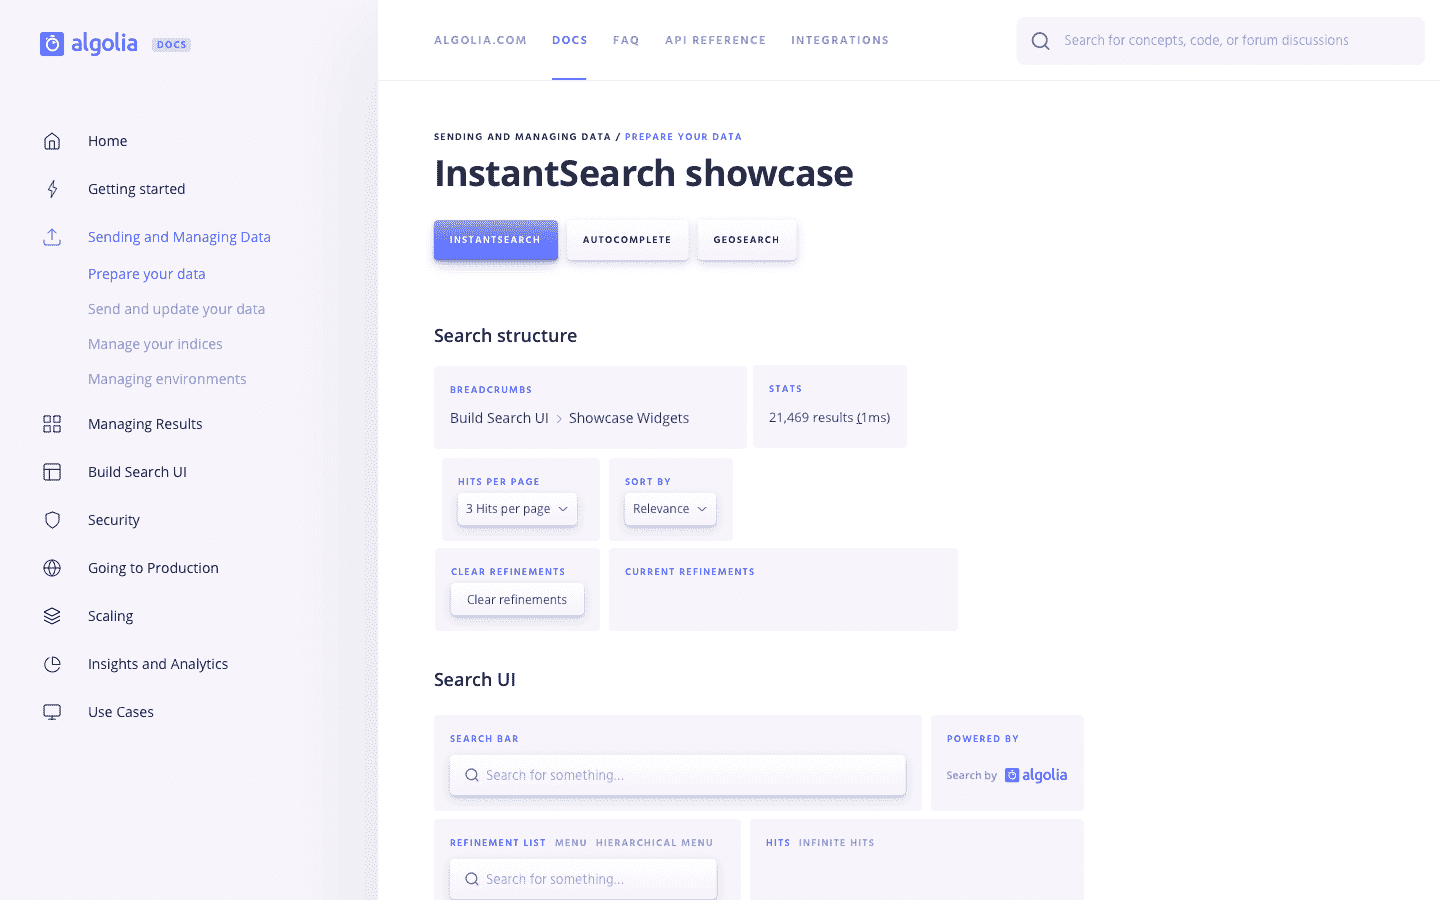 algolia DOCS
ALGOLIA.COM DOCS FAQ API REFERENCE INTEGRATIONS
Search for concepts, code, or forum discussions
Home
Getting started
Sending and Managing Data
Prepare your data
Send and update your data
Manage your indices
Managing environments
Managing Results
Build Search UI
Security
Going to Production
Scaling
Insights and Analytics
Use Cases
SENDING AND MANAGING DATA / PREPARE YOUR DATA
InstantSearch showcase
INSTANTSEARCH AUTOCOMPLETE GEOSEARCH
Search structure
BREADCRUMBS
Build Search UI > Showcase Widgets
STATS
21,469 results (1ms)
HITS PER PAGE
3 Hits per page
SORT BY
Relevance
CLEAR REFINEMENTS
Clear refinements
CURRENT REFINEMENTS
Search UI
SEARCH BAR
Search for something...
POWERED BY
Search by algolia
REFINEMENT LIST MENU HIERARCHICAL MENU
Search for something...
HITS INFINITE HITS